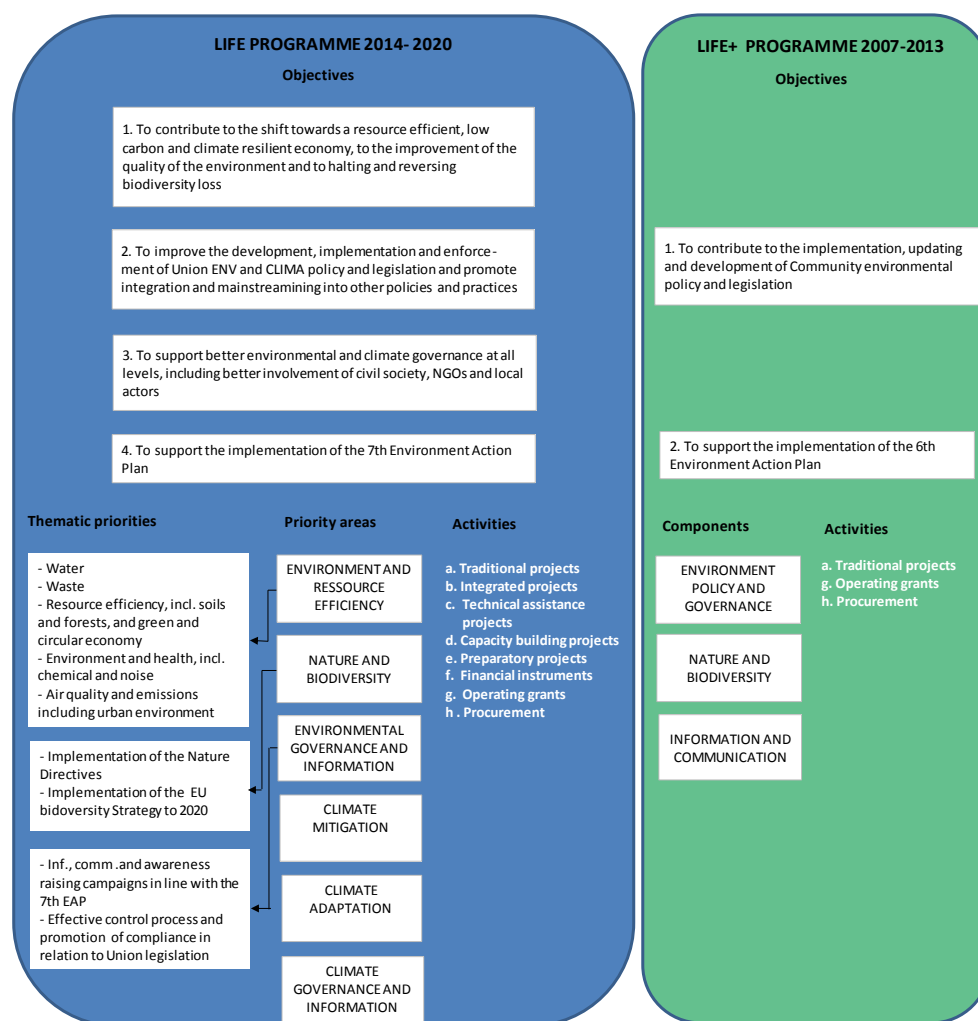 LIFE PROGRAMME 2014- 2020
Objectives
1. To contribute to the shift towards a resource efficient, low
carbon and climate resilient economy, to the improvement of the
quality of the environment and to halting and reversing
biodiversity loss
2. To improve the development, implementation and enforce-
ment of Union ENV and CLIMA policy and legislation and promote
integration and mainstreamining into other policies and practices
3. To support better environmental and climate governance at all
levels, including better involvement of civil society, NGOs and local
actors
4. To support the implementation of the 7th Environment Action
Plan
Thematic priorities
- Water
- Waste
- Resource efficiency, incl. soils
and forests, and green and
circular economy
- Environment and health, incl.
chemical and noise
- Air quality and emissions
including urban environment
- Implementation of the Nature
Directives
- Implementation of the EU
bidoversity Strategy to 2020
- Inf., comm .and awareness
raising campaigns in line with the
7th EAP
- Effective control process and
promotion of compliance in
relation to Union legislation
Priority areas
ENVIRONMENT AND
RESSOURCE
EFFICIENCY
NATURE AND
BIODIVERSITY
ENVIRONMENTAL
GOVERNANCE AND
INFORMATION
CLIMATE
MITIGATION
CLIMATE
ADAPTATION
CLIMATE
GOVERNANCE AND
INFORMATION
Activities
a. Traditional projects
b. Integrated projects
c. Technical assistance
projects
d. Capacity building projects
e. Preparatory projects
f. Financial instruments
g. Operating grants
h . Procurement
LIFE+ PROGRAMME 2007-2013
Objectives
1. To contribute to the implementation, updating
and development of Community environmental
policy and legislation
2. To support the implementation of the 6th
Environment Action Plan
Components
ENVIRONMENT
POLICY AND
GOVERNANCE
NATURE AND
BIODIVERSITY
INFORMATION AND
COMMUNICATION
Activities
a. Traditional projects
g. Operating grants
h. Procurement